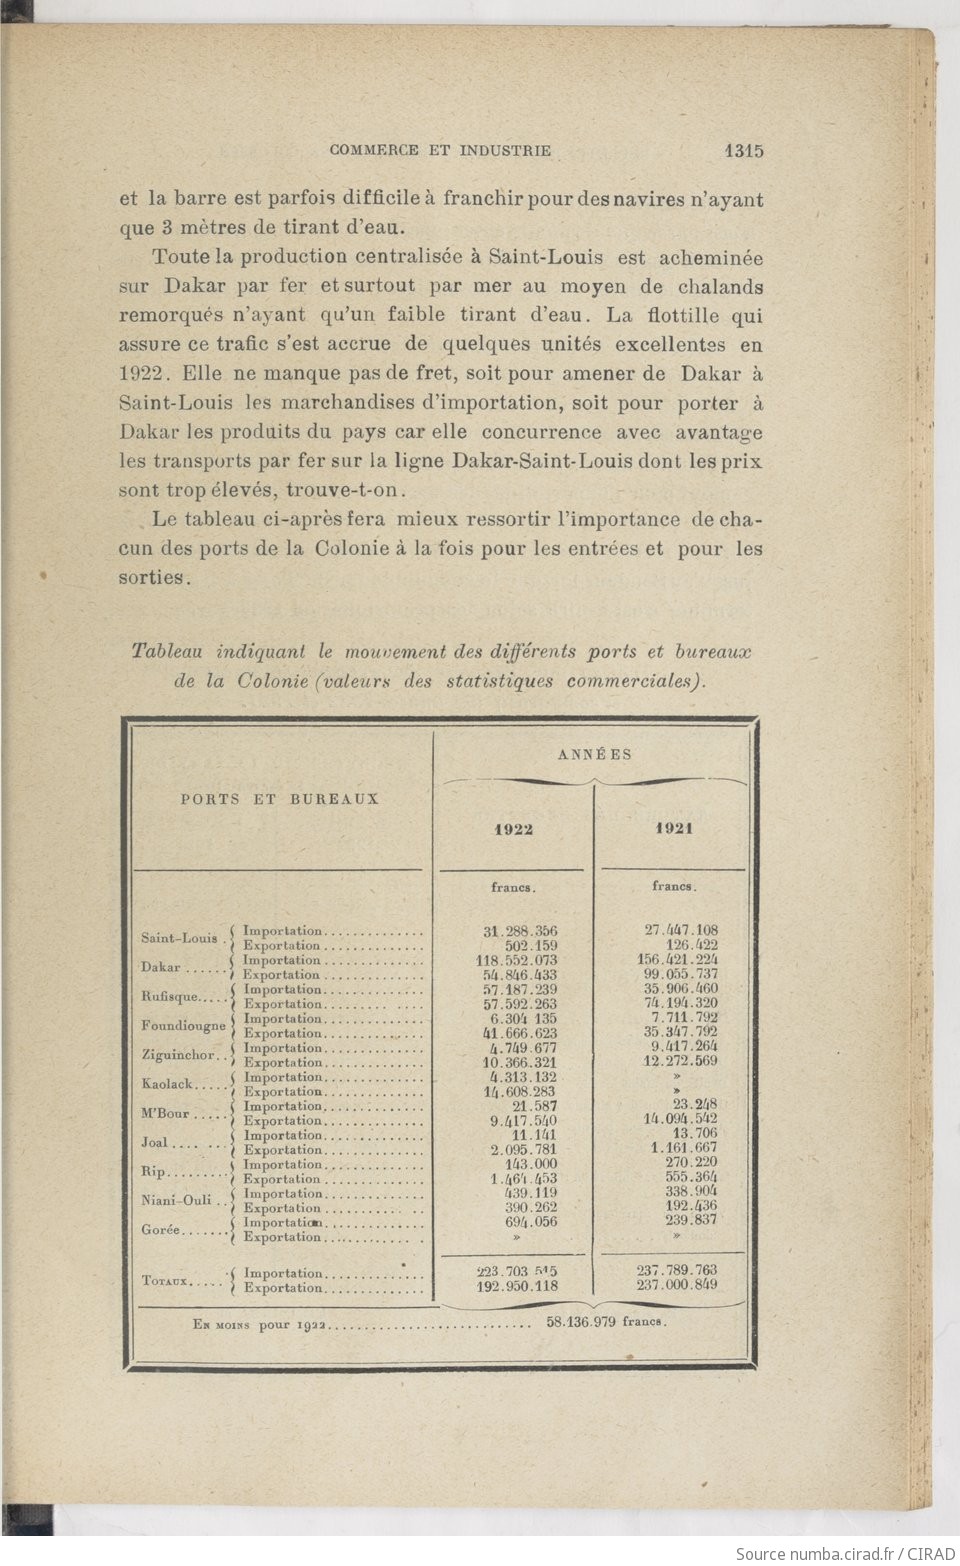 COMMERCE ET INDUSTRIE 1315
et la barre est parfois difficile à franchir pour des navires n'ayant
que 3 mètres de tirant d'eau.
Toute la production centralisée à Saint-Louis est acheminée
sur Dakar par fer et surtout par mer au moyen de chalands
remorqués n'ayant qu'un faible tirant d'eau. La flottille qui
assure ce trafic s'est accrue de quelques unités excellentes en
1922. Elle ne manque pas de fret, soit pour amener de Dakar à
Saint-Louis les marchandises d'importation, soit pour porter à
Dakar les produits du pays car elle concurrence avec avantage
les transports par fer sur la ligne Dakar-Saint-Louis dont les prix
sont trop élevés, trouve-t-on.
Le tableau ci-après fera mieux ressortir l'importance de cha-
cun des ports de la Colonie à la fois pour les entrées et pour les
sorties.
Tableau indiquant le mouvement des différents ports et bureaux
de la Colonie (valeurs des statistiques commerciales).
ANNÉES
PORTS ET BUREAUX
1922 1921
francs. francs.
Saint-Louis . Importation.............. 31.288.356 27.447.108
Exportation.............. 502.159 126.422
Dakar ...... Importation.............. 118.552.073 156.421.224
Exportation.............. 54.846.433 99.055.737
Rufisque..... Importation.............. 57.187.239 35.906.460
Exportation.............. 57.592.263 74.194.320
Foundiougne Importation.............. 6.304 135 7.711.792
Exportation.............. 41.666.623 35.347.792
Ziguinchor.. Importation.............. 4.749.677 9.417.264
Exportation.............. 10.366.321 12.272.569
Kaolack..... Importation.............. 4.313.132 »
Exportation.............. 14.608.283 »
M'Bour ..... Importation.............. 21.587 23.248
Exportation.............. 9.417.540 14.094.542
Joal .... ... Importation.............. 11.141 13.706
Exportation.............. 2.095.781 1.161.667
Rip......... Importation.............. 143.000 270.220
Exportation.............. 1.464.453 555.364
Niani-Ouli .. Importation.............. 439.119 338.904
Exportation.............. 390.262 192.436
Gorée....... Importation.............. 694.056 239.837
Exportation.............. » »
TOTAUX..... Importation.............. 223.703 515 237.789.763
Exportation.............. 192.950.118 237.000.849
EN MOINS pour 1922............................ 58.136.979 francs.
Source numba.cirad.fr / CIRAD